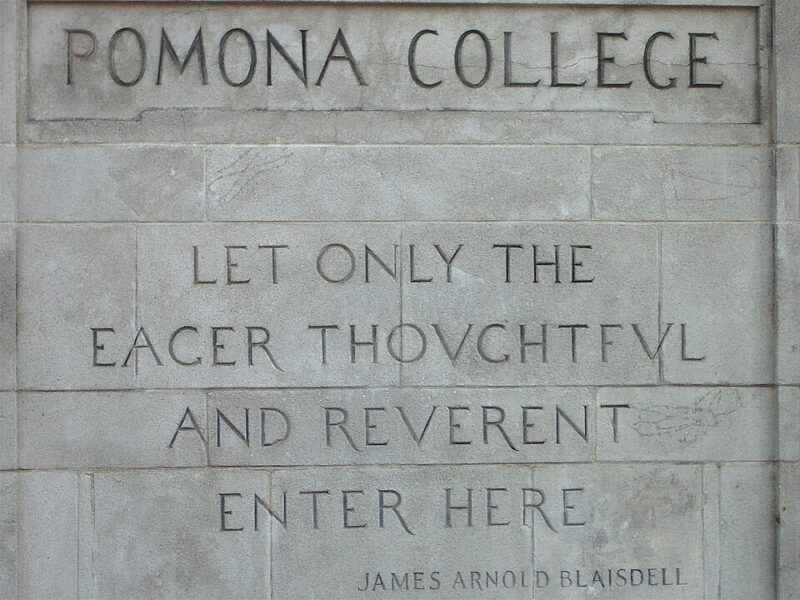 POMONA COLLEGE
LET ONLY THE
EAGER THOVGHTFVL
AND REVERENT
ENTER HERE
JAMES ARNOLD BLAISDELL